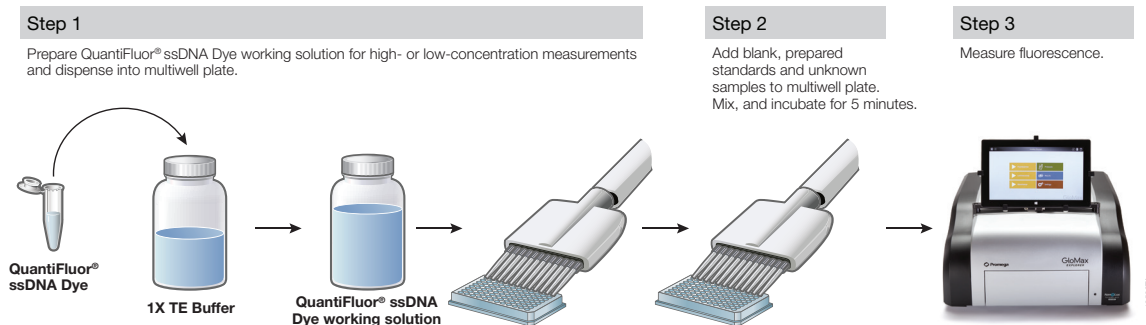 Step 1
Prepare QuantiFluor® ssDNA Dye working solution for high- or low-concentration measurements
and dispense into multiwell plate.
Step 2
Add blank, prepared
standards and unknown
samples to multiwell plate.
Mix, and incubate for 5 minutes.
Step 3
Measure fluorescence.
QuantiFluor®
ssDNA Dye
1X TE Buffer
QuantiFluor® ssDNA
Dye working solution
Promega
GloMax